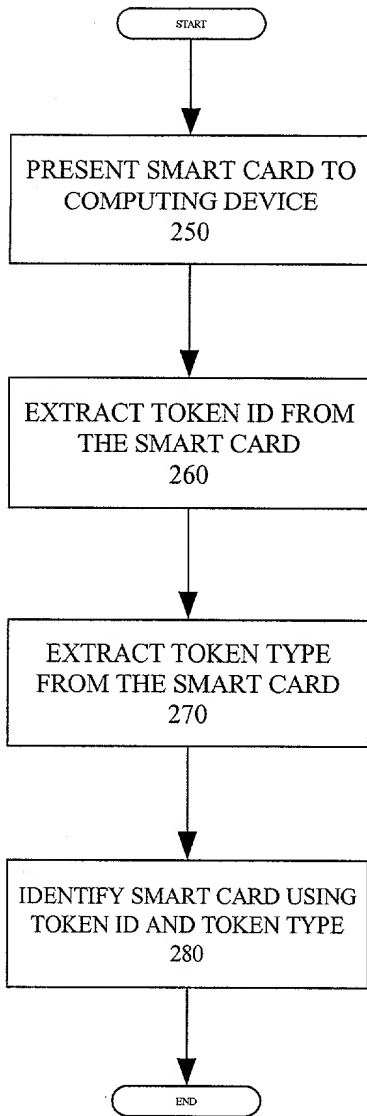 START
PRESENT SMART CARD TO
COMPUTING DEVICE
250
EXTRACT TOKEN ID FROM
THE SMART CARD
260
EXTRACT TOKEN TYPE
FROM THE SMART CARD
270
IDENTIFY SMART CARD USING
TOKEN ID AND TOKEN TYPE
280
END